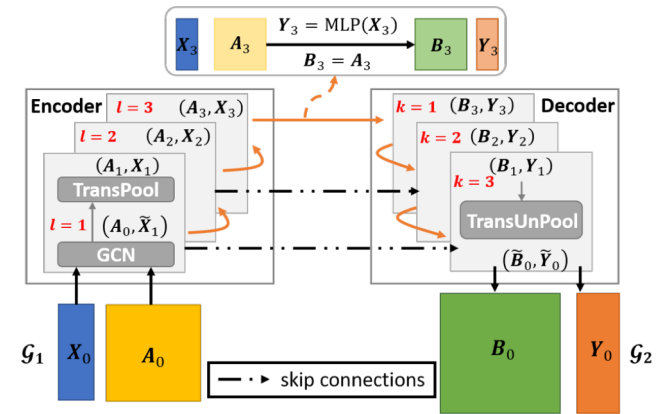 Y₃ = MLP(X₃)
X₃ A₃ B₃ Y₃
B₃ = A₃
Encoder
l = 3 (A₃, X₃)
l = 2 (A₂, X₂)
(A₁, X₁)
TransPool
l = 1 (A₀, X̃₁)
GCN
k = 1 (B₃, Y₃) Decoder
k = 2 (B₂, Y₂)
(B₁, Y₁)
k = 3
TransUnPool
(B̃₀, Ỹ₀)
𝒢₁ X₀ A₀
B₀ Y₀ 𝒢₂
skip connections